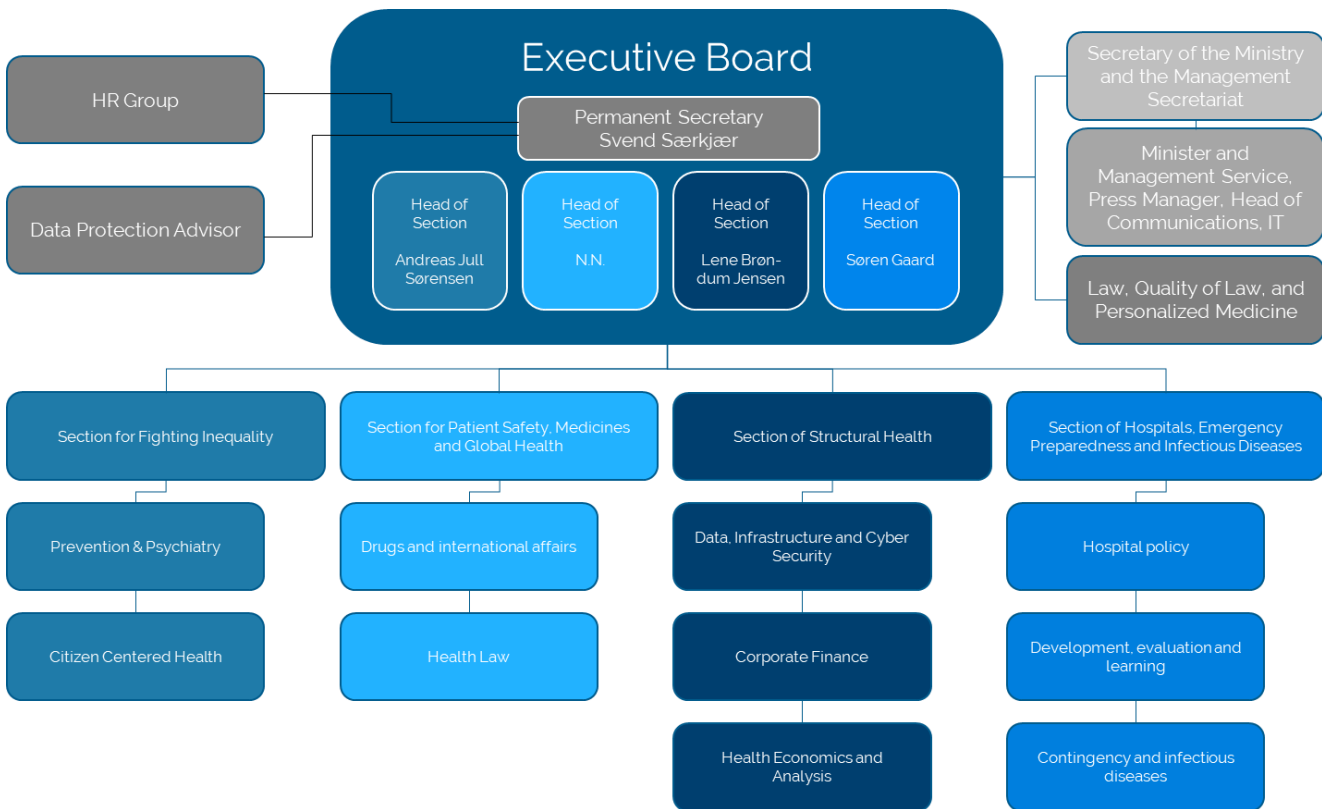 Executive Board
HR Group
Data Protection Advisor
Permanent Secretary
Svend Særkjær
Head of
Section
Andreas Jull
Sørensen
Head of
Section
N.N.
Head of
Section
Lene Brøn-
dum Jensen
Head of
Section
Søren Gaard
Secretary of the Ministry
and the Management
Secretariat
Minister and
Management Service,
Press Manager, Head of
Communications, IT
Law, Quality of Law, and
Personalized Medicine
Section for Fighting Inequality
Prevention & Psychiatry
Citizen Centered Health
Section for Patient Safety, Medicines
and Global Health
Drugs and international affairs
Health Law
Section of Structural Health
Data, Infrastructure and Cyber
Security
Corporate Finance
Health Economics and
Analysis
Section of Hospitals, Emergency
Preparedness and Infectious Diseases
Hospital policy
Development, evaluation and
learning
Contingency and infectious
diseases